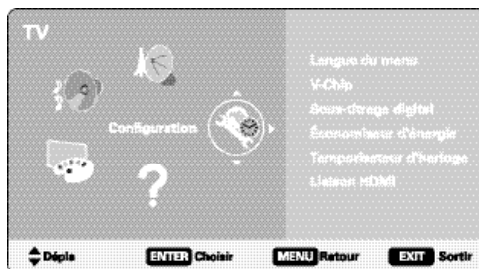 TV
Configuration
Langue du menu
V-Chip
Sous-titrage digital
Économiseur d'énergie
Temporisateur d'horloge
Liaison HDMI
Dépla ENTER Choisir MENU Retour EXIT Sortir